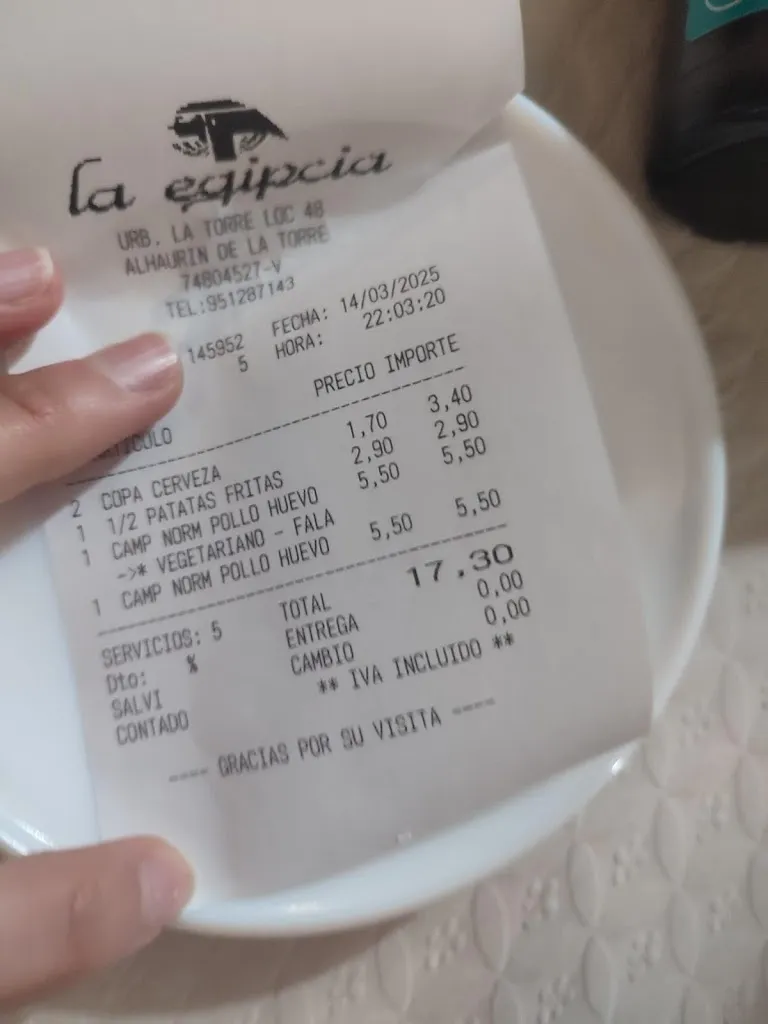 la egipcia
URB. LA TORRE LOC 48
ALHAURIN DE LA TORRE
74804527-V
TEL:951287143
145952 FECHA: 14/03/2025
5 HORA: 22:03:20
PRECIO IMPORTE
2 COPA CERVEZA 1,70 3,40
1 1/2 PATATAS FRITAS 2,90 2,90
1 CAMP NORM POLLO HUEVO 5,50 5,50
->* VEGETARIANO - FALA
1 CAMP NORM POLLO HUEVO 5,50 5,50
SERVICIOS: 5 TOTAL 17.30
Dto: % ENTREGA 0,00
SALVI CAMBIO 0,00
CONTADO ** IVA INCLUIDO **
---- GRACIAS POR SU VISITA ----